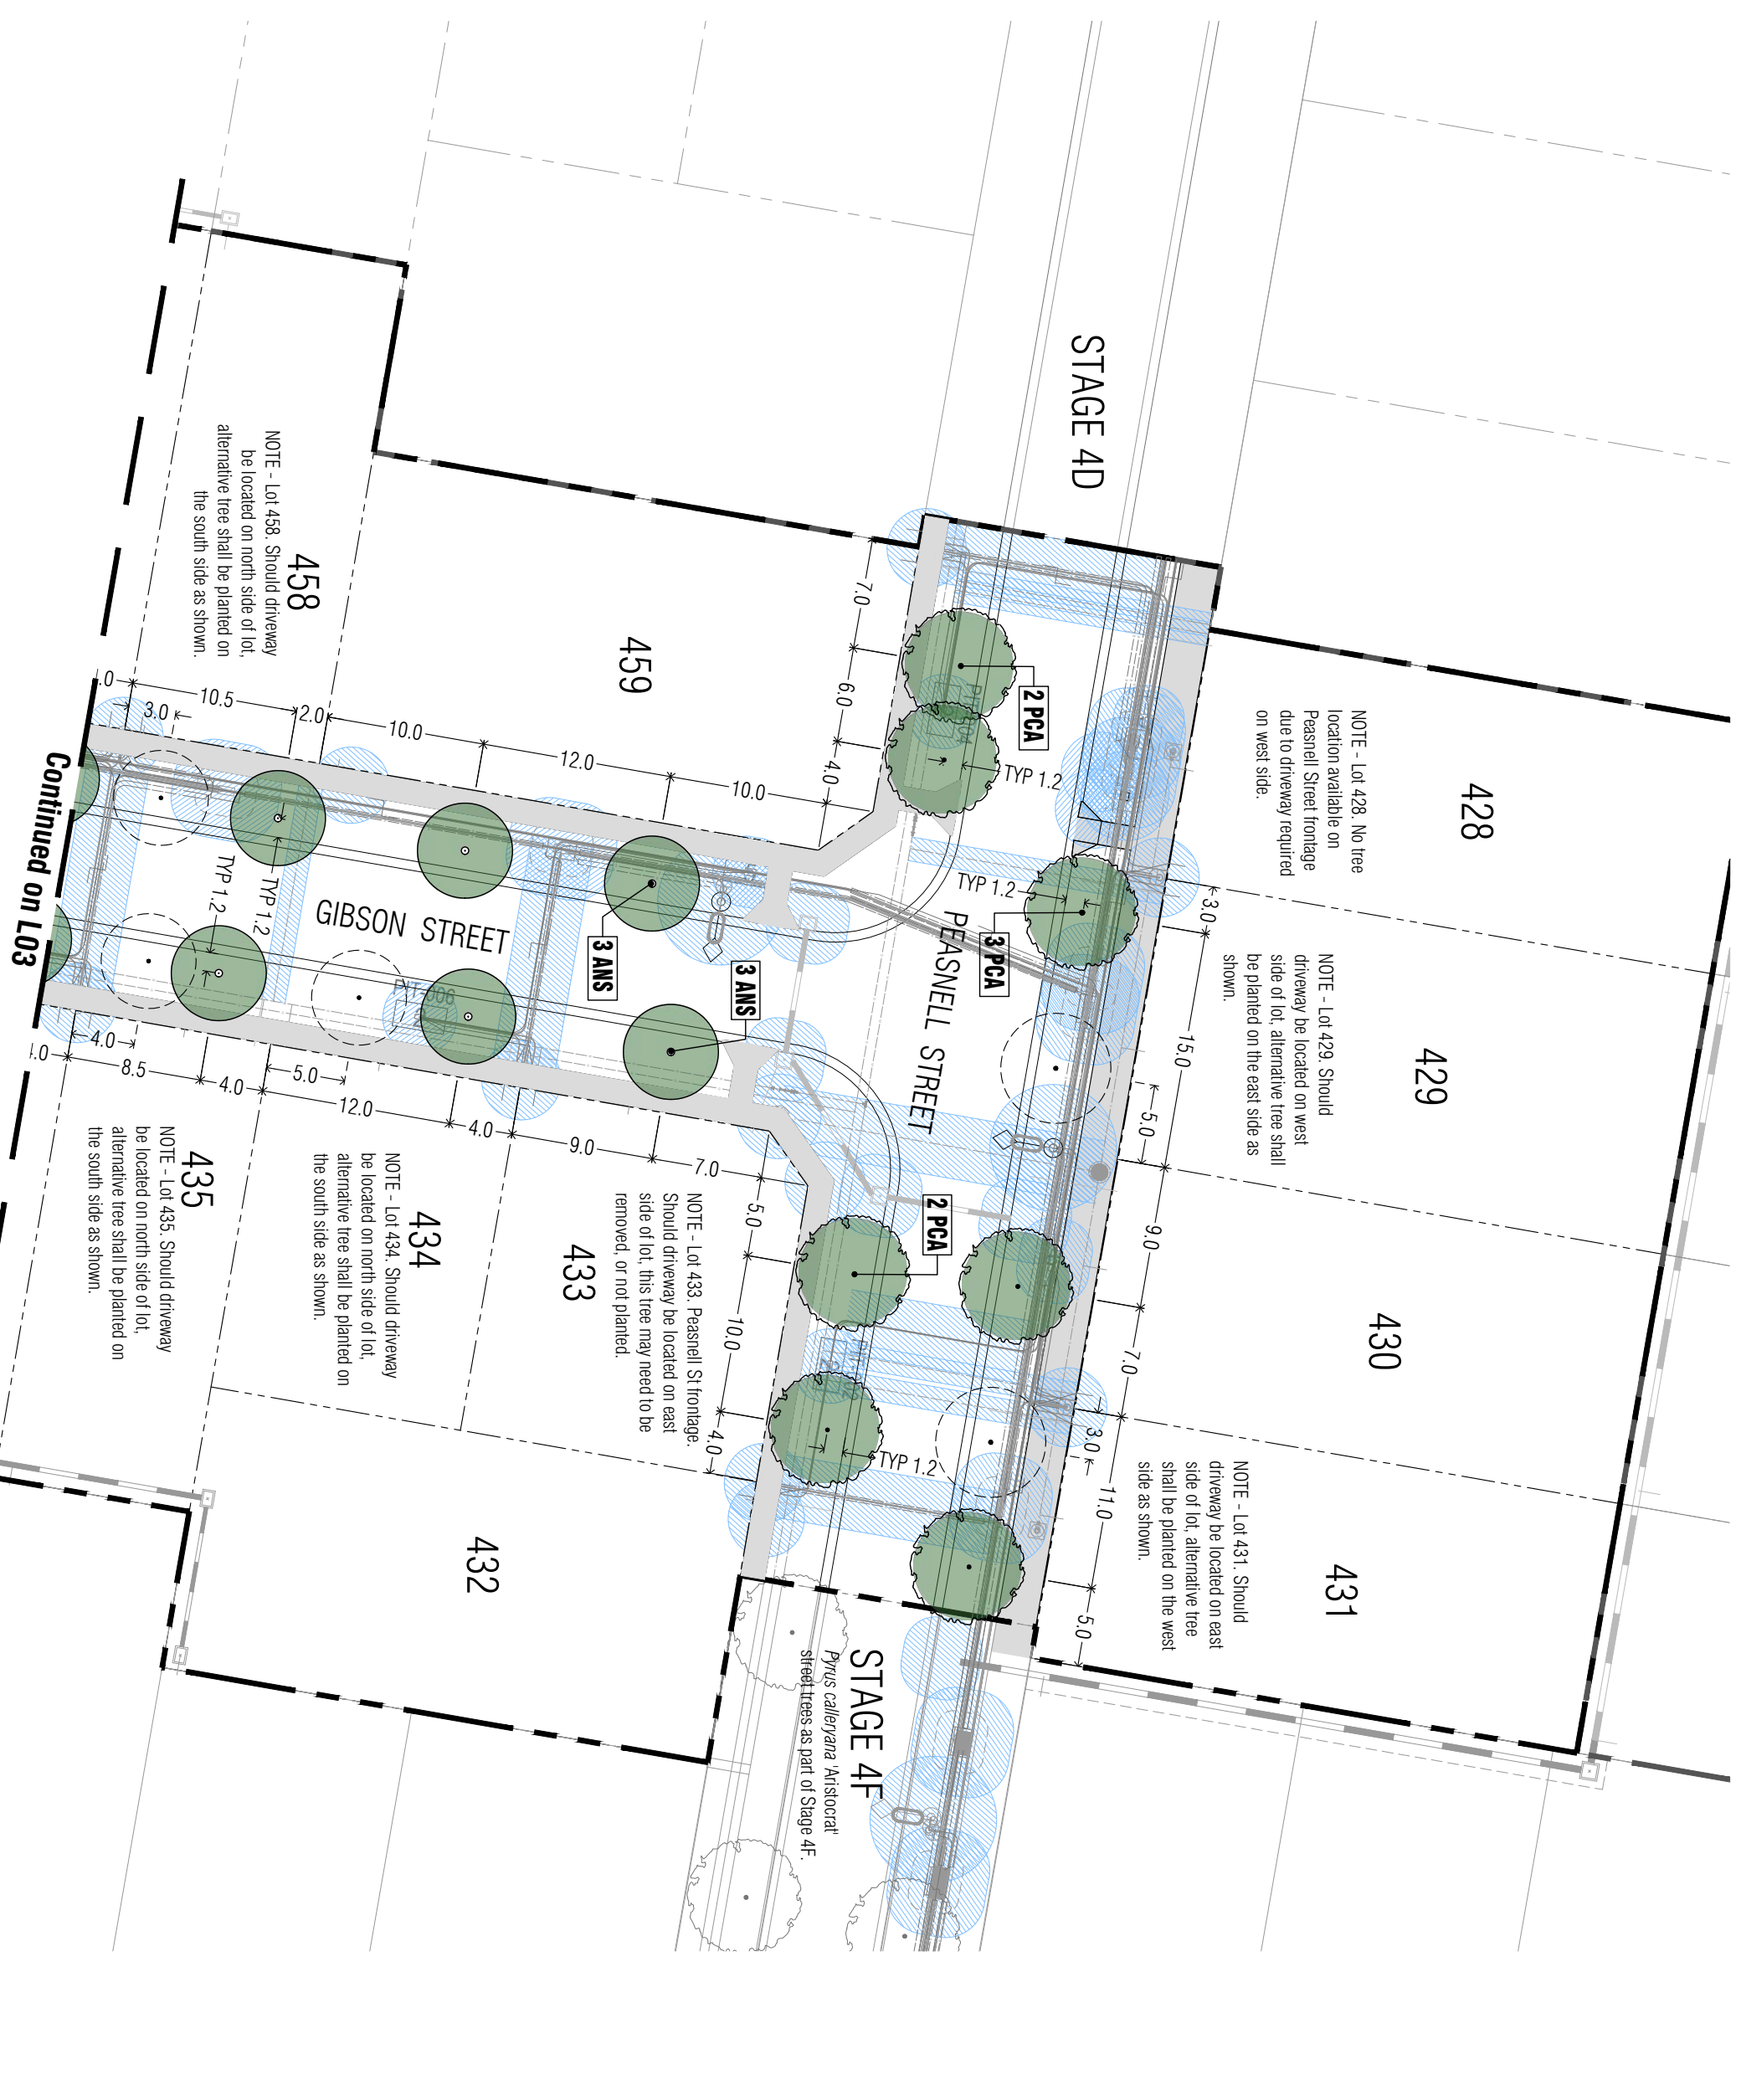 STAGE 4D
428
NOTE - Lot 428. No tree
location available on
Peasnell Street frontage
due to driveway required
on west side.
429
NOTE - Lot 429. Should
driveway be located on west
side of lot, alternative tree shall
be planted on the east side as
shown.
430
431
NOTE - Lot 431. Should
driveway be located on east
side of lot, alternative tree
shall be planted on the west
side as shown.
3.0
15.0
5.0
9.0
7.0
3.0
11.0
5.0
PEASNELL STREET
2 PCA
TYP 1.2
TYP 1.2
3 PCA
2 PCA
TYP 1.2
7.0
6.0
4.0
459
458
NOTE - Lot 458. Should driveway
be located on north side of lot,
alternative tree shall be planted on
the south side as shown.
.0
10.5
3.0
2.0
10.0
12.0
10.0
GIBSON STREET
TYP 1.2
TYP 1.2
3 ANS
3 ANS
PIT 006
Continued on L03
.0
4.0
8.5
4.0
5.0
12.0
4.0
9.0
7.0
5.0
10.0
4.0
433
NOTE - Lot 433. Peasnell St frontage.
Should driveway be located on east
side of lot, this tree may need to be
removed, or not planted.
434
NOTE - Lot 434. Should driveway
be located on north side of lot,
alternative tree shall be planted on
the south side as shown.
435
NOTE - Lot 435. Should driveway
be located on north side of lot,
alternative tree shall be planted on
the south side as shown.
432
STAGE 4F
Pyrus calleryana 'Aristocrat'
street trees as part of Stage 4F.